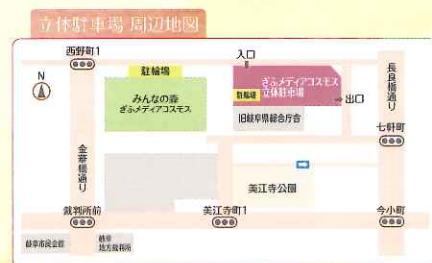 立体駐車場 周辺地図
西野町1
入口
駐輪場
ぎふメディアコスモス
立体駐車場
駐輪場
出口
長良橋通り
N
みんなの森
ぎふメディアコスモス
旧岐阜県総合庁舎
七軒町
金華橋通り
美江寺公園
裁判所前
美江寺町1
今小町
岐阜市民会館
岐阜
地方裁判所